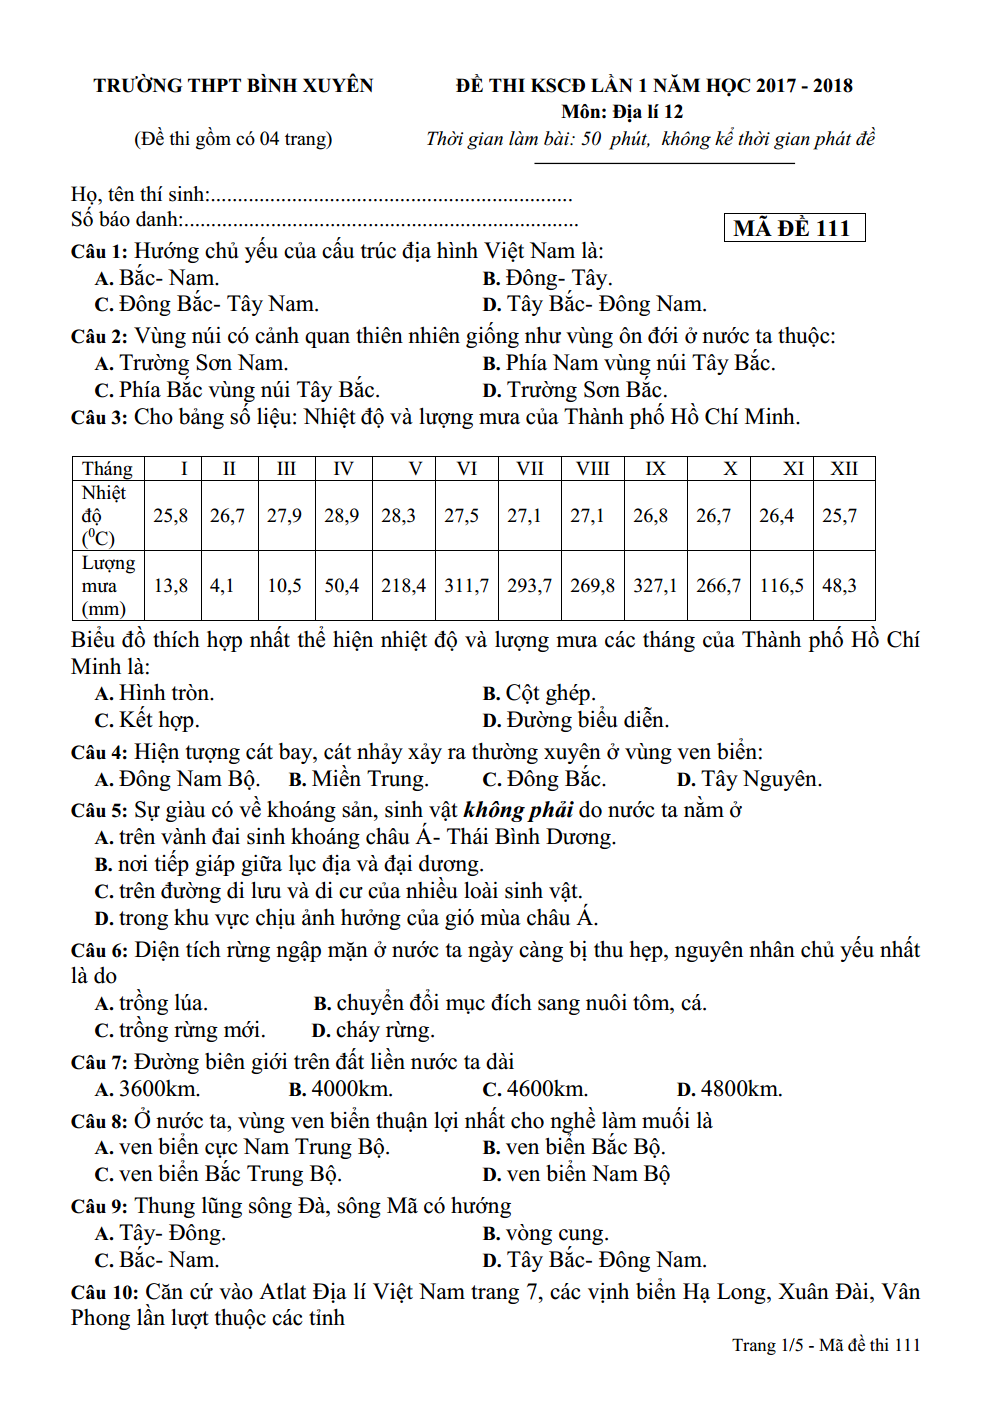 TRƯỜNG THPT BÌNH XUYÊN
ĐỀ THI KSCĐ LẦN 1 NĂM HỌC 2017 - 2018
Môn: Địa lí 12
(Đề thi gồm có 04 trang)
Thời gian làm bài: 50 phút, không kể thời gian phát đề
Họ, tên thí sinh:...................................................................
Số báo danh:.........................................................................
MÃ ĐỀ 111
Câu 1: Hướng chủ yếu của cấu trúc địa hình Việt Nam là:
A. Bắc- Nam. B. Đông- Tây.
C. Đông Bắc- Tây Nam. D. Tây Bắc- Đông Nam.
Câu 2: Vùng núi có cảnh quan thiên nhiên giống như vùng ôn đới ở nước ta thuộc:
A. Trường Sơn Nam. B. Phía Nam vùng núi Tây Bắc.
C. Phía Bắc vùng núi Tây Bắc. D. Trường Sơn Bắc.
Câu 3: Cho bảng số liệu: Nhiệt độ và lượng mưa của Thành phố Hồ Chí Minh.
Tháng I II III IV V VI VII VIII IX X XI XII
Nhiệt
độ 25,8 26,7 27,9 28,9 28,3 27,5 27,1 27,1 26,8 26,7 26,4 25,7
(⁰C)
Lượng
mưa 13,8 4,1 10,5 50,4 218,4 311,7 293,7 269,8 327,1 266,7 116,5 48,3
(mm)
Biểu đồ thích hợp nhất thể hiện nhiệt độ và lượng mưa các tháng của Thành phố Hồ Chí
Minh là:
A. Hình tròn. B. Cột ghép.
C. Kết hợp. D. Đường biểu diễn.
Câu 4: Hiện tượng cát bay, cát nhảy xảy ra thường xuyên ở vùng ven biển:
A. Đông Nam Bộ. B. Miền Trung. C. Đông Bắc. D. Tây Nguyên.
Câu 5: Sự giàu có về khoáng sản, sinh vật không phải do nước ta nằm ở
A. trên vành đai sinh khoáng châu Á- Thái Bình Dương.
B. nơi tiếp giáp giữa lục địa và đại dương.
C. trên đường di lưu và di cư của nhiều loài sinh vật.
D. trong khu vực chịu ảnh hưởng của gió mùa châu Á.
Câu 6: Diện tích rừng ngập mặn ở nước ta ngày càng bị thu hẹp, nguyên nhân chủ yếu nhất
là do
A. trồng lúa. B. chuyển đổi mục đích sang nuôi tôm, cá.
C. trồng rừng mới. D. cháy rừng.
Câu 7: Đường biên giới trên đất liền nước ta dài
A. 3600km. B. 4000km. C. 4600km. D. 4800km.
Câu 8: Ở nước ta, vùng ven biển thuận lợi nhất cho nghề làm muối là
A. ven biển cực Nam Trung Bộ. B. ven biển Bắc Bộ.
C. ven biển Bắc Trung Bộ. D. ven biển Nam Bộ
Câu 9: Thung lũng sông Đà, sông Mã có hướng
A. Tây- Đông. B. vòng cung.
C. Bắc- Nam. D. Tây Bắc- Đông Nam.
Câu 10: Căn cứ vào Atlat Địa lí Việt Nam trang 7, các vịnh biển Hạ Long, Xuân Đài, Vân
Phong lần lượt thuộc các tỉnh
Trang 1/5 - Mã đề thi 111